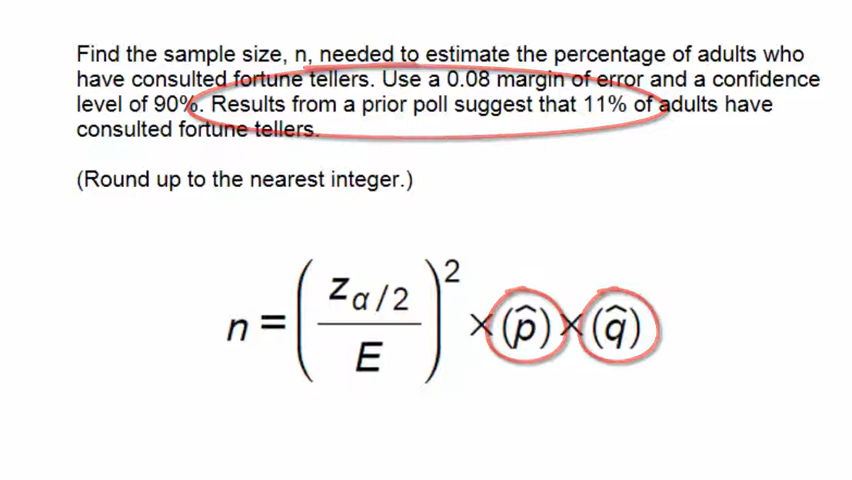 Find the sample size, n, needed to estimate the percentage of adults who
have consulted fortune tellers. Use a 0.08 margin of error and a confidence
level of 90%. Results from a prior poll suggest that 11% of adults have
consulted fortune tellers.
(Round up to the nearest integer.)
n = (z_α/2 / E)² × (p̂) × (q̂)